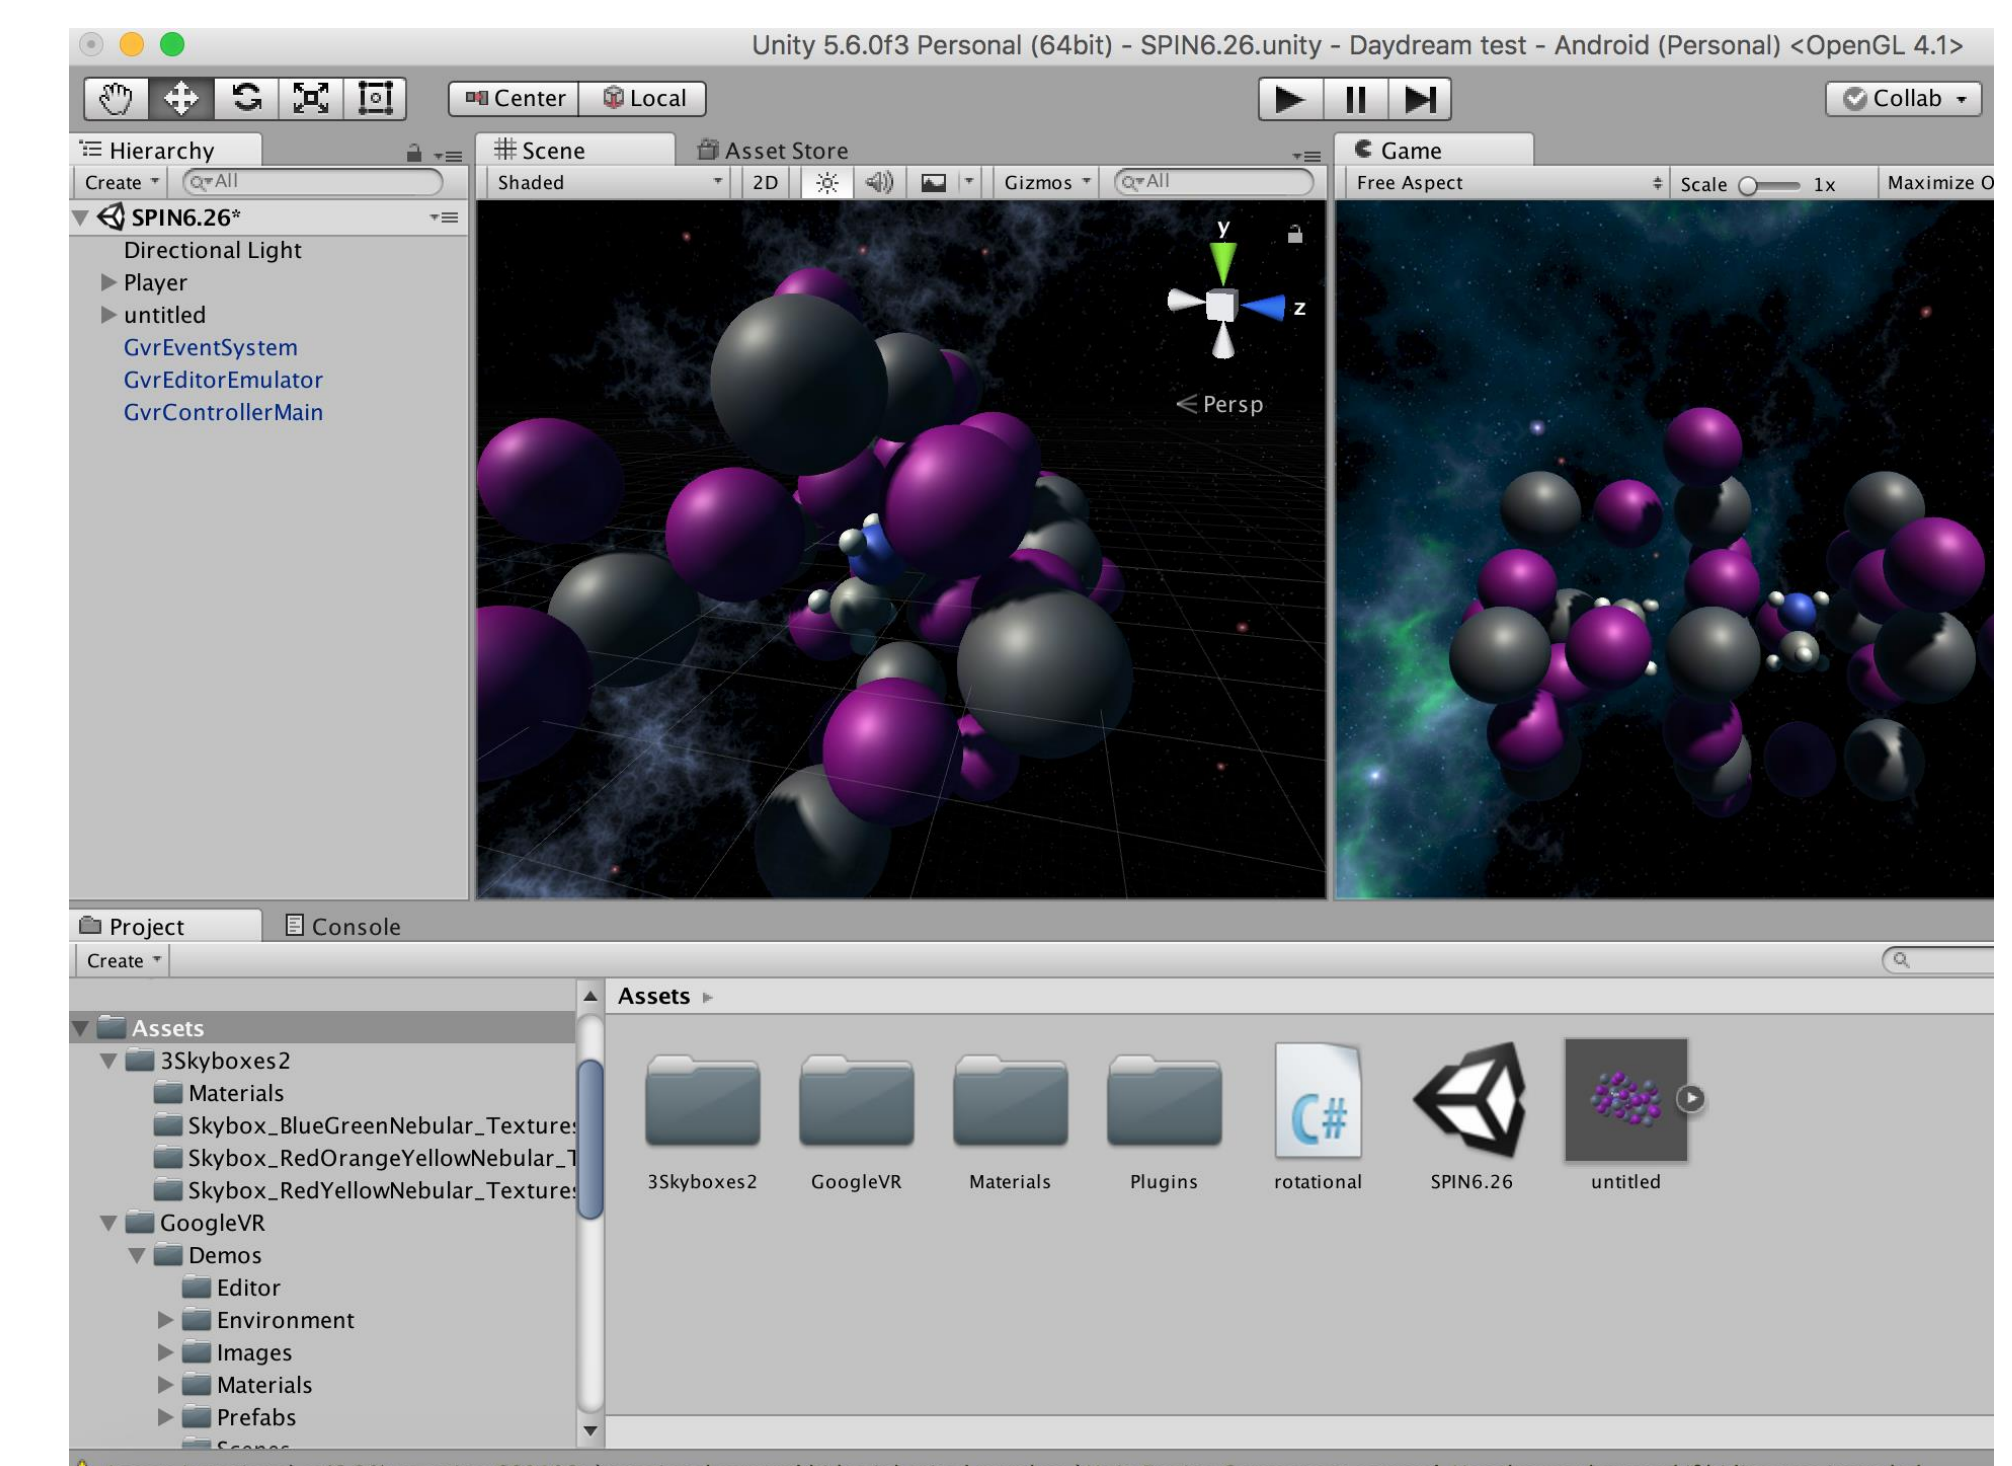 Unity 5.6.0f3 Personal (64bit) - SPIN6.26.unity - Daydream test - Android (Personal) <OpenGL 4.1>
Center Local Collab
Hierarchy
Create All
SPIN6.26*
Directional Light
Player
untitled
GvrEventSystem
GvrEditorEmulator
GvrControllerMain
Scene Asset Store
Shaded 2D Gizmos All
y
z
Persp
Game
Free Aspect Scale 1x Maximize O
Project Console
Create
Assets
3Skyboxes2
Materials
Skybox_BlueGreenNebular_Textures
Skybox_RedOrangeYellowNebular_T
Skybox_RedYellowNebular_Textures
GoogleVR
Demos
Editor
Environment
Images
Materials
Prefabs
Scenes
Assets
C#
3Skyboxes2 GoogleVR Materials Plugins rotational SPIN6.26 untitled